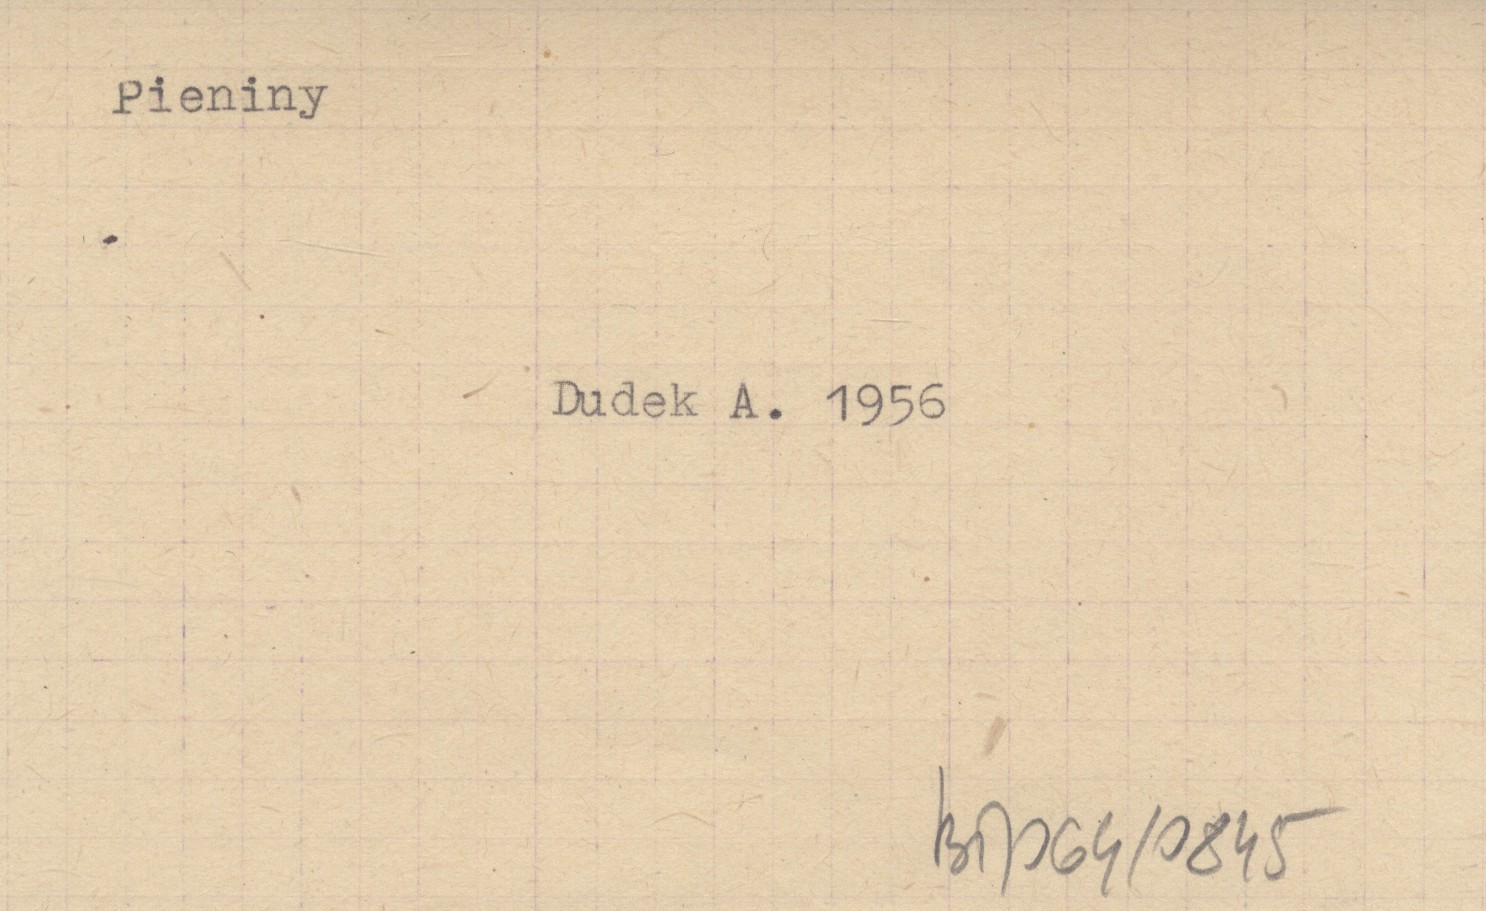 Pieniny
Dudek A. 1956